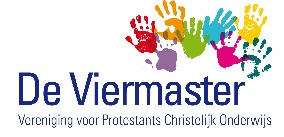 De Viermaster
Vereniging voor Protestants Christelijk Onderwijs